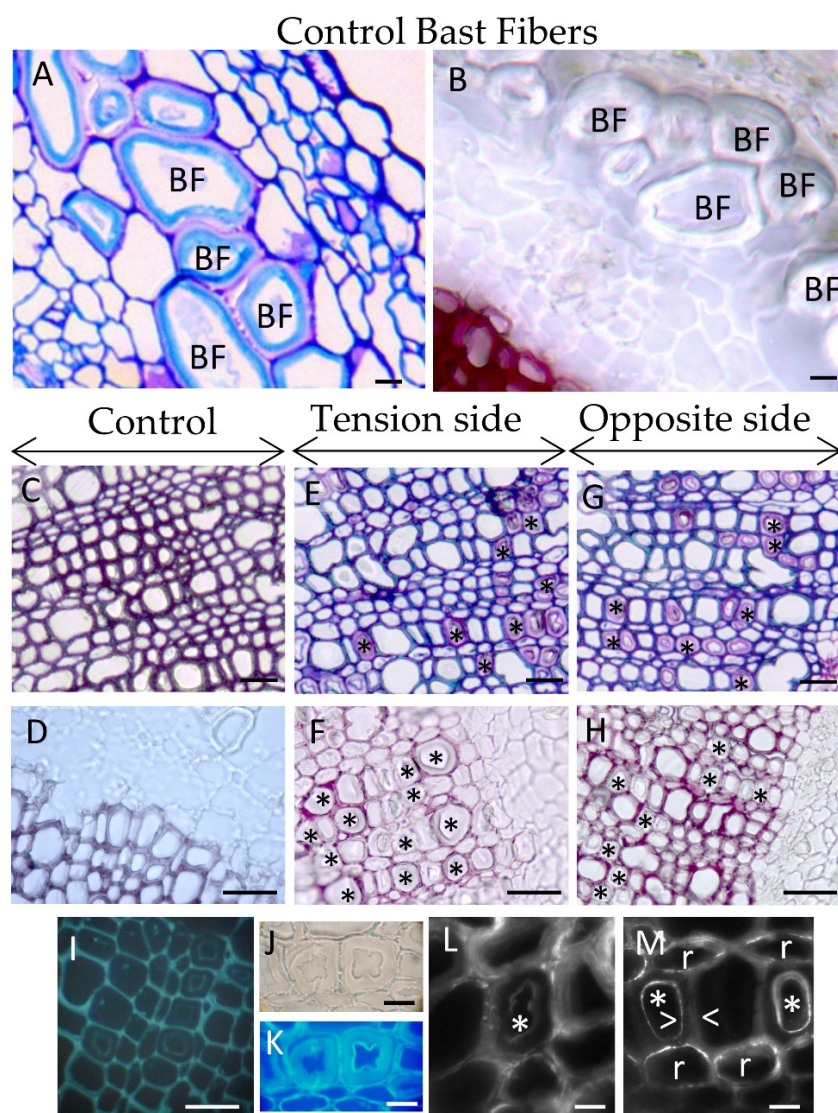 Control Bast Fibers
A
BF
BF
BF
BF
B
BF
BF
BF
BF
BF
Control
Tension side
Opposite side
C
E
*
*
*
*
*
*
*
G
*
*
*
*
*
*
*
D
F
*
*
*
*
*
*
*
*
*
*
*
H
*
*
*
*
*
*
*
*
I
J
K
L
*
M
r
r
*
*
> <
r
r